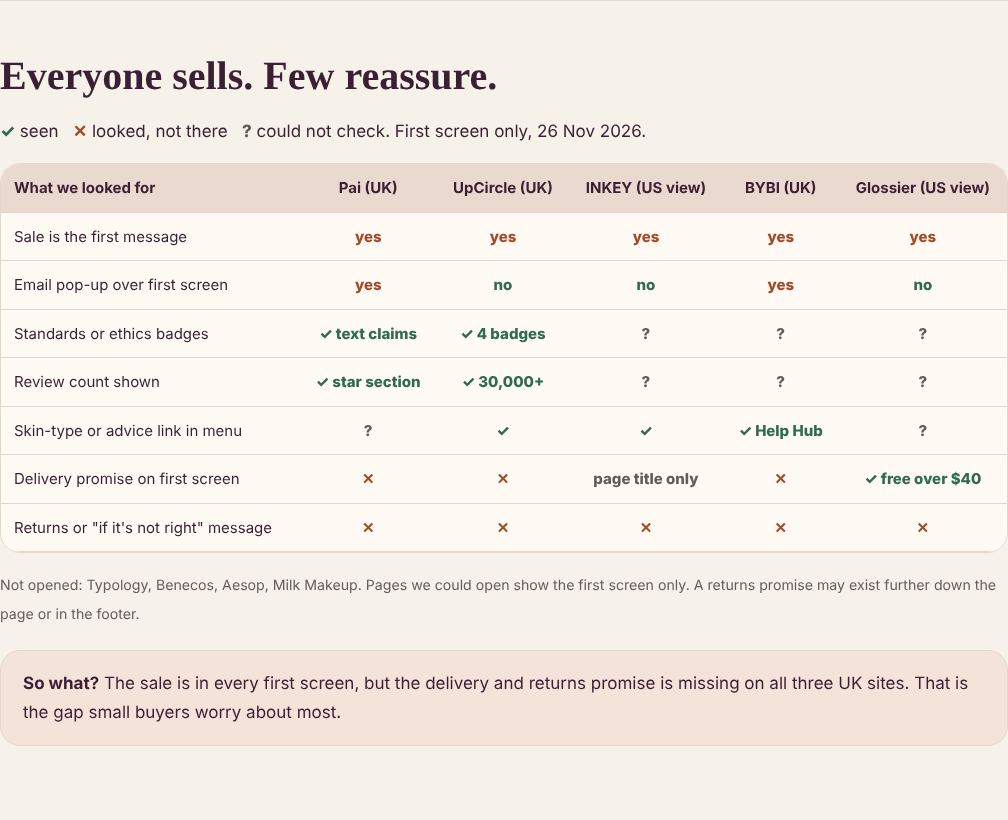 Everyone sells. Few reassure.
✓ seen ✕ looked, not there ? could not check. First screen only, 26 Nov 2026.
What we looked for Pai (UK) UpCircle (UK) INKEY (US view) BYBI (UK) Glossier (US view)
Sale is the first message yes yes yes yes yes
Email pop-up over first screen yes no no yes no
Standards or ethics badges ✓ text claims ✓ 4 badges ? ? ?
Review count shown ✓ star section ✓ 30,000+ ? ? ?
Skin-type or advice link in menu ? ✓ ✓ ✓ Help Hub ?
Delivery promise on first screen ✕ ✕ page title only ✕ ✓ free over $40
Returns or "if it's not right" message ✕ ✕ ✕ ✕ ✕
Not opened: Typology, Benecos, Aesop, Milk Makeup. Pages we could open show the first screen only. A returns promise may exist further down the
page or in the footer.
So what? The sale is in every first screen, but the delivery and returns promise is missing on all three UK sites. That is
the gap small buyers worry about most.